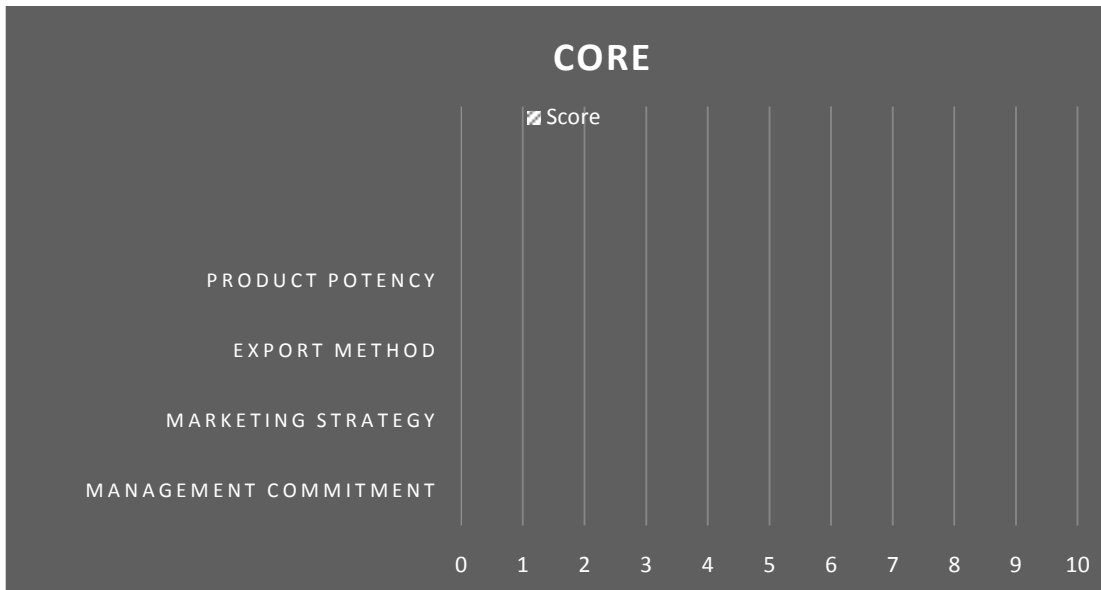 CORE
Score
PRODUCT POTENCY
EXPORT METHOD
MARKETING STRATEGY
MANAGEMENT COMMITMENT
0 1 2 3 4 5 6 7 8 9 10